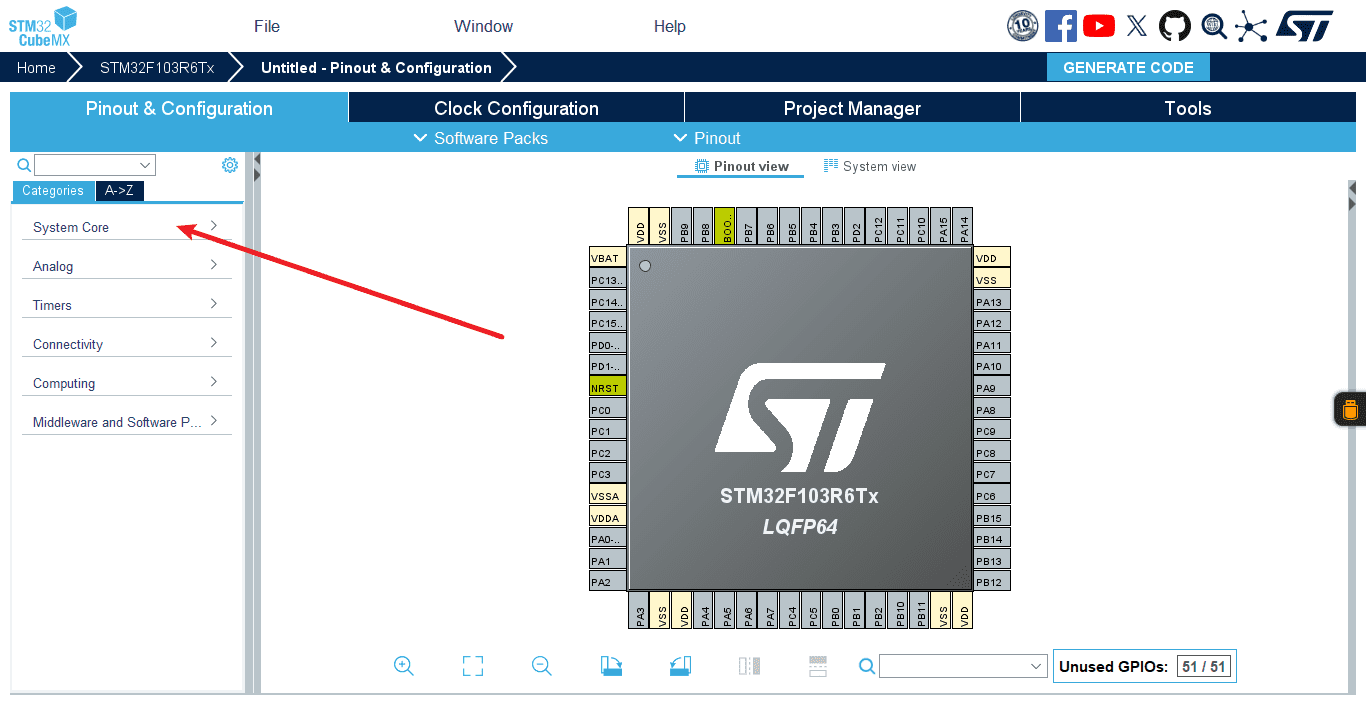 STM32
CubeMX
File
Window
Help
10
Home
STM32F103R6Tx
Untitled - Pinout & Configuration
GENERATE CODE
Pinout & Configuration
Clock Configuration
Project Manager
Tools
Software Packs
Pinout
Categories
A->Z
Pinout view
System view
System Core
Analog
Timers
Connectivity
Computing
Middleware and Software P...
VDD
VSS
PB9
PB8
BOO..
PB7
PB6
PB5
PB4
PB3
PD2
PC12
PC11
PC10
PA15
PA14
VBAT
PC13..
PC14..
PC15..
PD0-..
PD1-..
NRST
PC0
PC1
PC2
PC3
VSSA
VDDA
PA0-..
PA1
PA2
VDD
VSS
PA13
PA12
PA11
PA10
PA9
PA8
PC9
PC8
PC7
PC6
PB15
PB14
PB13
PB12
ST
STM32F103R6Tx
LQFP64
PA3
VSS
VDD
PA4
PA5
PA6
PA7
PC4
PC5
PB0
PB1
PB2
PB10
PB11
VSS
VDD
Unused GPIOs: 51 / 51